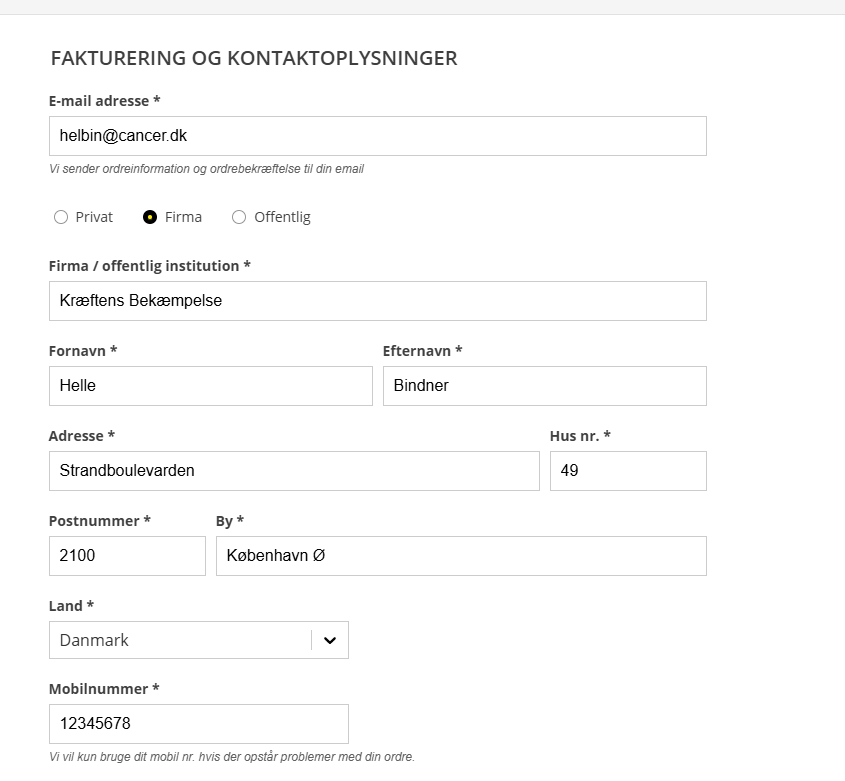 FAKTURERING OG KONTAKTOPLYSNINGER
E-mail adresse *
helbin@cancer.dk
Vi sender ordreinformation og ordrebekræftelse til din email
Privat Firma Offentlig
Firma / offentlig institution *
Kræftens Bekæmpelse
Fornavn * Efternavn *
Helle Bindner
Adresse * Hus nr. *
Strandboulevarden 49
Postnummer * By *
2100 København Ø
Land *
Danmark
Mobilnummer *
12345678
Vi vil kun bruge dit mobil nr. hvis der opstår problemer med din ordre.